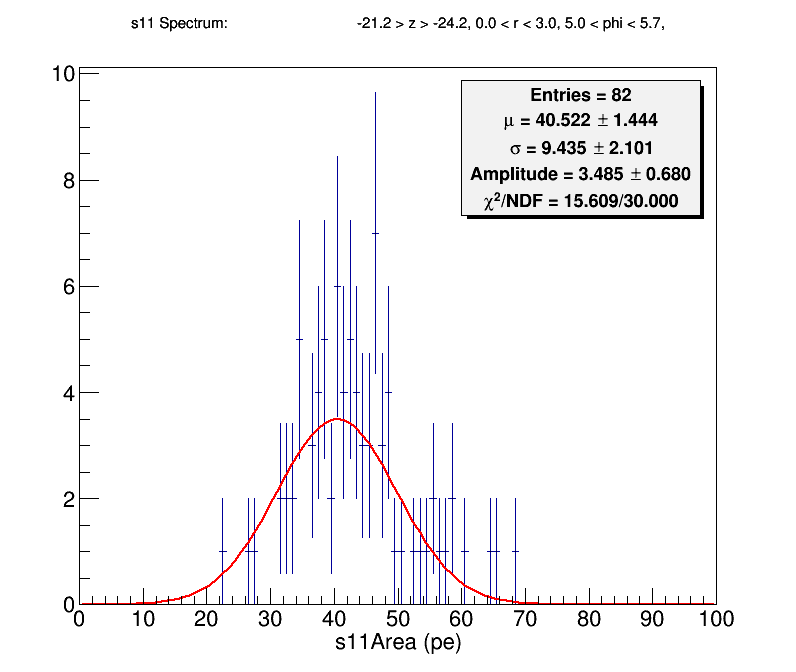 s11 Spectrum: -21.2 > z > -24.2, 0.0 < r < 3.0, 5.0 < phi < 5.7,
Entries = 82
μ = 40.522 ± 1.444
σ = 9.435 ± 2.101
Amplitude = 3.485 ± 0.680
χ²/NDF = 15.609/30.000
10
8
6
4
2
0
0 10 20 30 40 50 60 70 80 90 100
s11Area (pe)